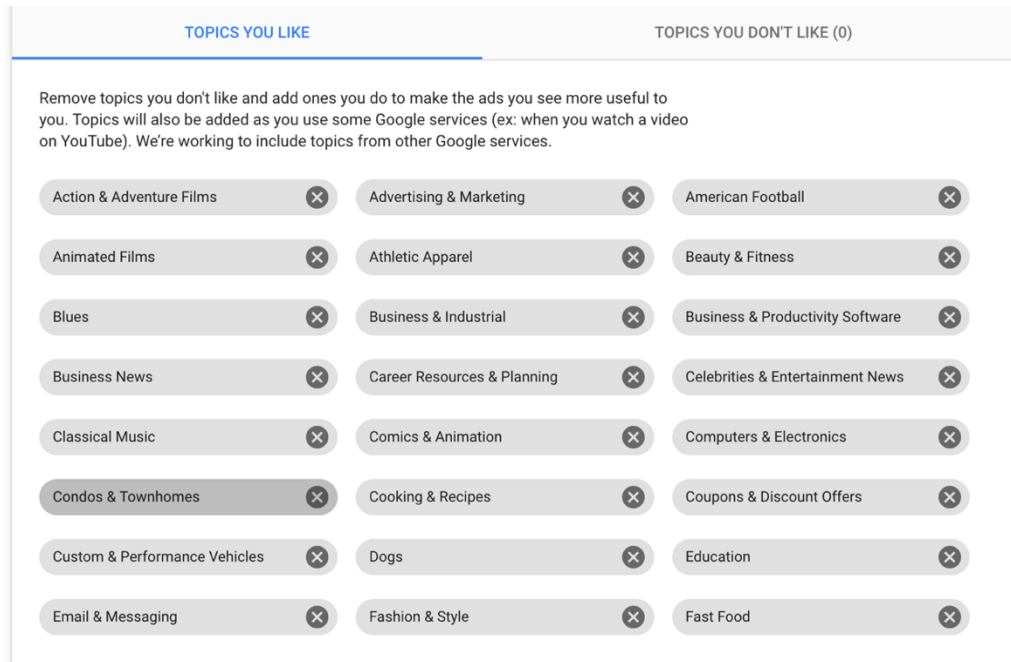 TOPICS YOU LIKE
TOPICS YOU DON'T LIKE (0)
Remove topics you don't like and add ones you do to make the ads you see more useful to
you. Topics will also be added as you use some Google services (ex: when you watch a video
on YouTube). We're working to include topics from other Google services.
Action & Adventure Films
Advertising & Marketing
American Football
Animated Films
Athletic Apparel
Beauty & Fitness
Blues
Business & Industrial
Business & Productivity Software
Business News
Career Resources & Planning
Celebrities & Entertainment News
Classical Music
Comics & Animation
Computers & Electronics
Condos & Townhomes
Cooking & Recipes
Coupons & Discount Offers
Custom & Performance Vehicles
Dogs
Education
Email & Messaging
Fashion & Style
Fast Food